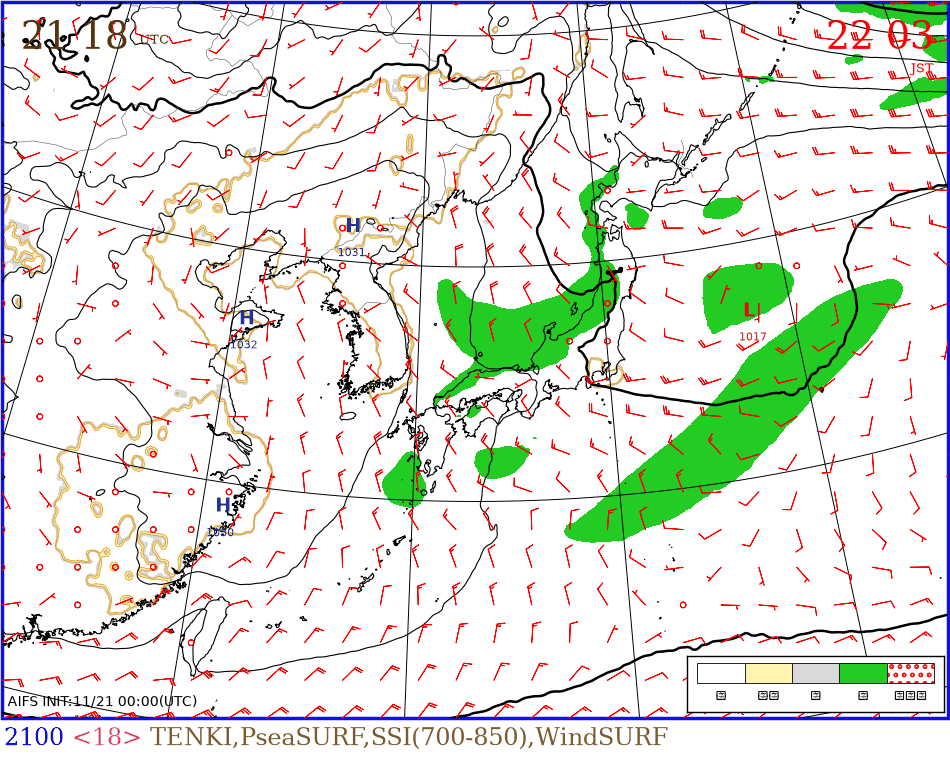 21 18 UTC
22 03
JST
H
1031
H
1032
L
1017
H
1030
AIFS INIT:11/21 00:00(UTC)
2100 <18> TENKI,PseaSURF,SSI(700-850),WindSURF